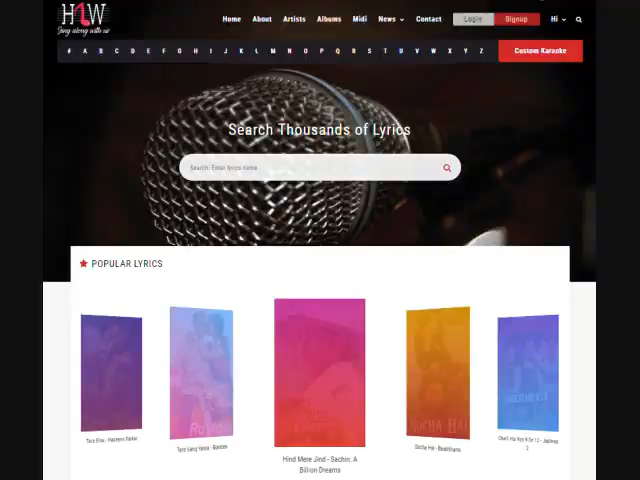 H2W
Sing along with us
Home About Artists Albums Midi News Contact Login Signup Hi
# A B C D E F G H I J K L M N O P Q R S T U V W X Y Z Custom Karaoke
Search Thousands of Lyrics
Search: Enter lyrics name
POPULAR LYRICS
Hind Mere Jind - Sachin: A
Billion Dreams